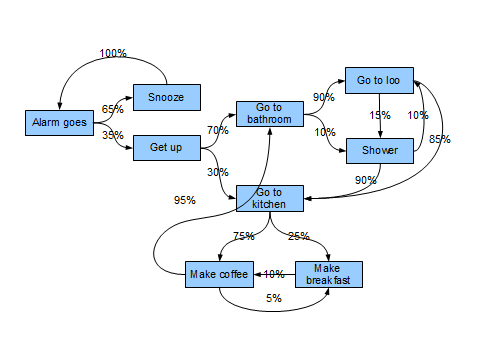 100%
Snooze
Go to loo
65%
90%
Alarm goes
35%
Go to
bathroom
15%
10%
Get up
70%
10%
Shower
85%
30%
90%
95%
Go to
kitchen
75%
25%
Make coffee
10%
Make
breakfast
5%